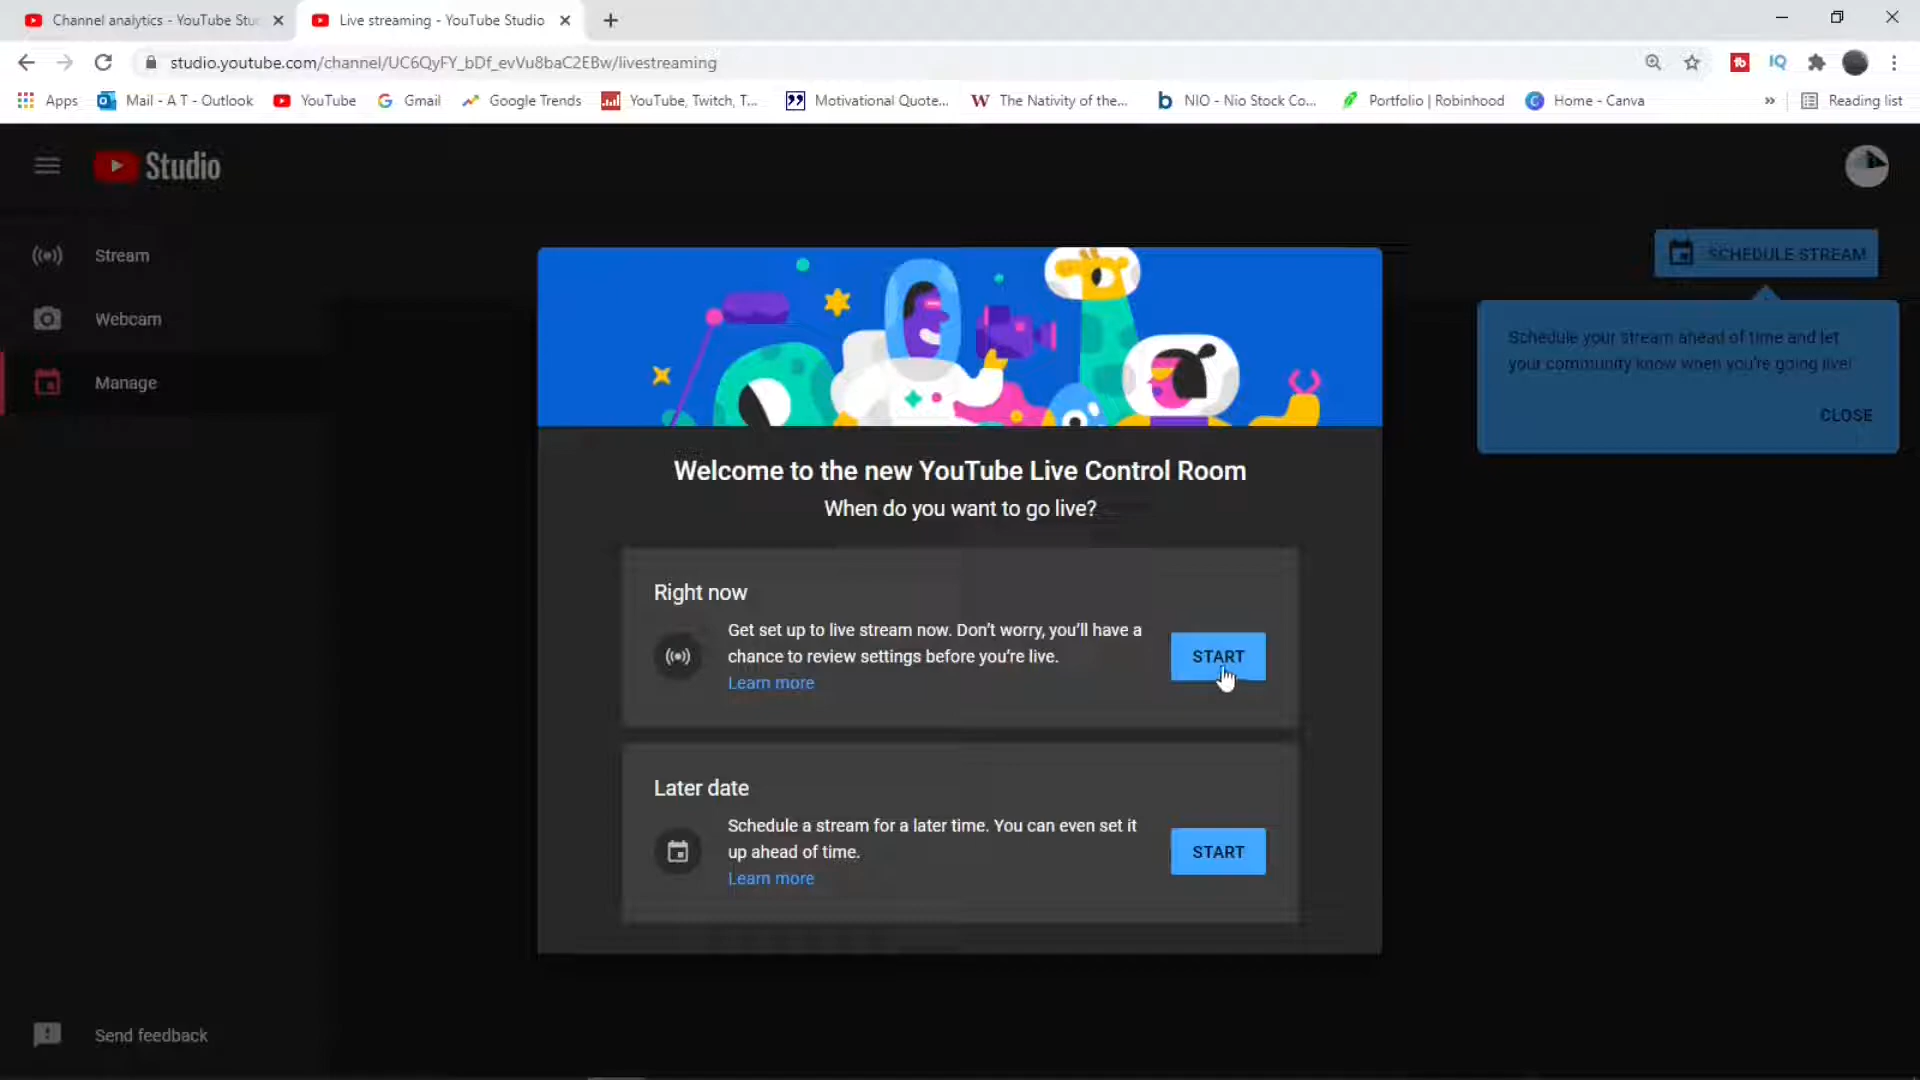 Channel analytics - YouTube Stu
Live streaming - YouTube Studio
studio.youtube.com/channel/UC6QyFY_bDf_evVu8baC2EBw/livestreaming
IQ
Apps
Mail - A T - Outlook
YouTube
Gmail
Google Trends
YouTube, Twitch, T...
Motivational Quote...
The Nativity of the...
NIO - Nio Stock Co...
Portfolio | Robinhood
Home - Canva
Reading list
Studio
Stream
Webcam
Manage
SCHEDULE STREAM
Schedule your stream ahead of time and let
your community know when you're going live!
CLOSE
Welcome to the new YouTube Live Control Room
When do you want to go live?
Right now
Get set up to live stream now. Don't worry, you'll have a
chance to review settings before you're live.
Learn more
START
Later date
Schedule a stream for a later time. You can even set it
up ahead of time.
Learn more
START
Send feedback